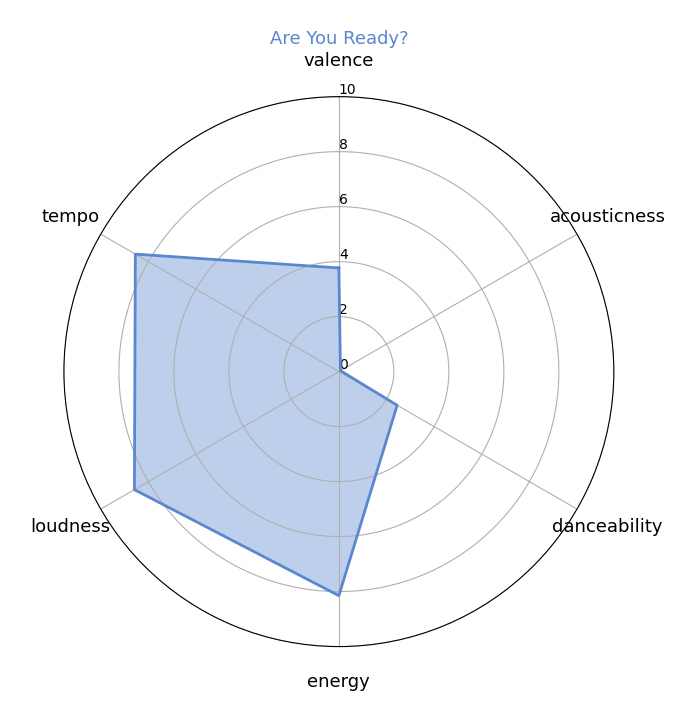 Are You Ready?
valence
10
8
tempo
acousticness
6
4
2
0
loudness
danceability
energy